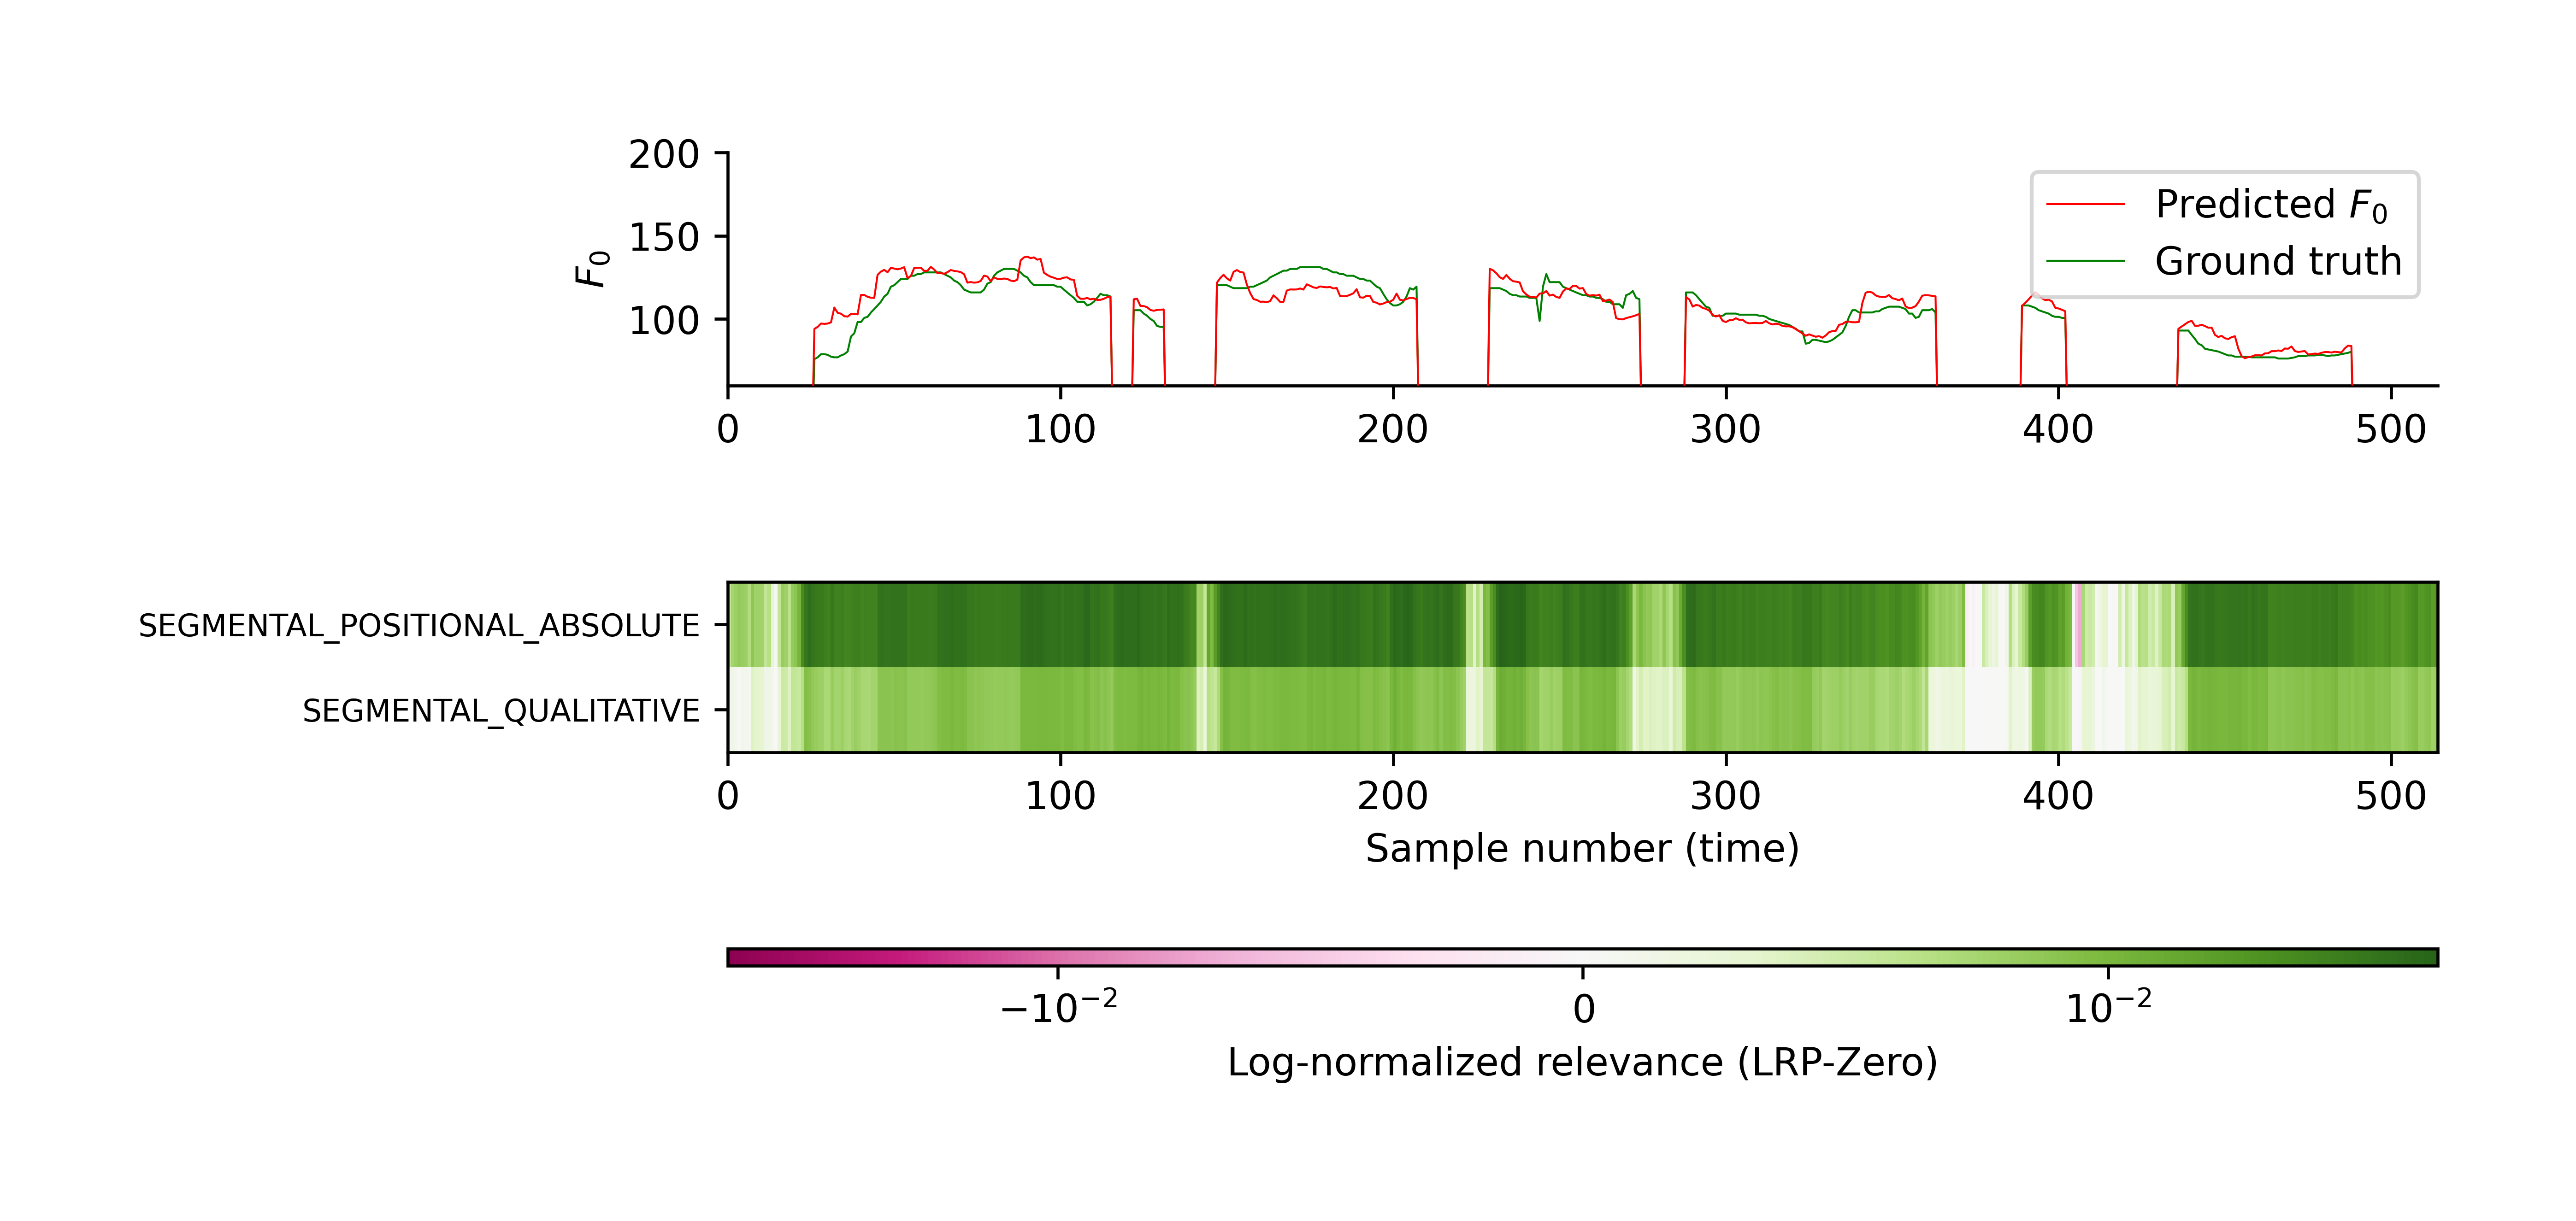 200
150
100
F₀
Predicted F₀
Ground truth
0 100 200 300 400 500
SEGMENTAL_POSITIONAL_ABSOLUTE
SEGMENTAL_QUALITATIVE
0 100 200 300 400 500
Sample number (time)
−10⁻² 0 10⁻²
Log-normalized relevance (LRP-Zero)